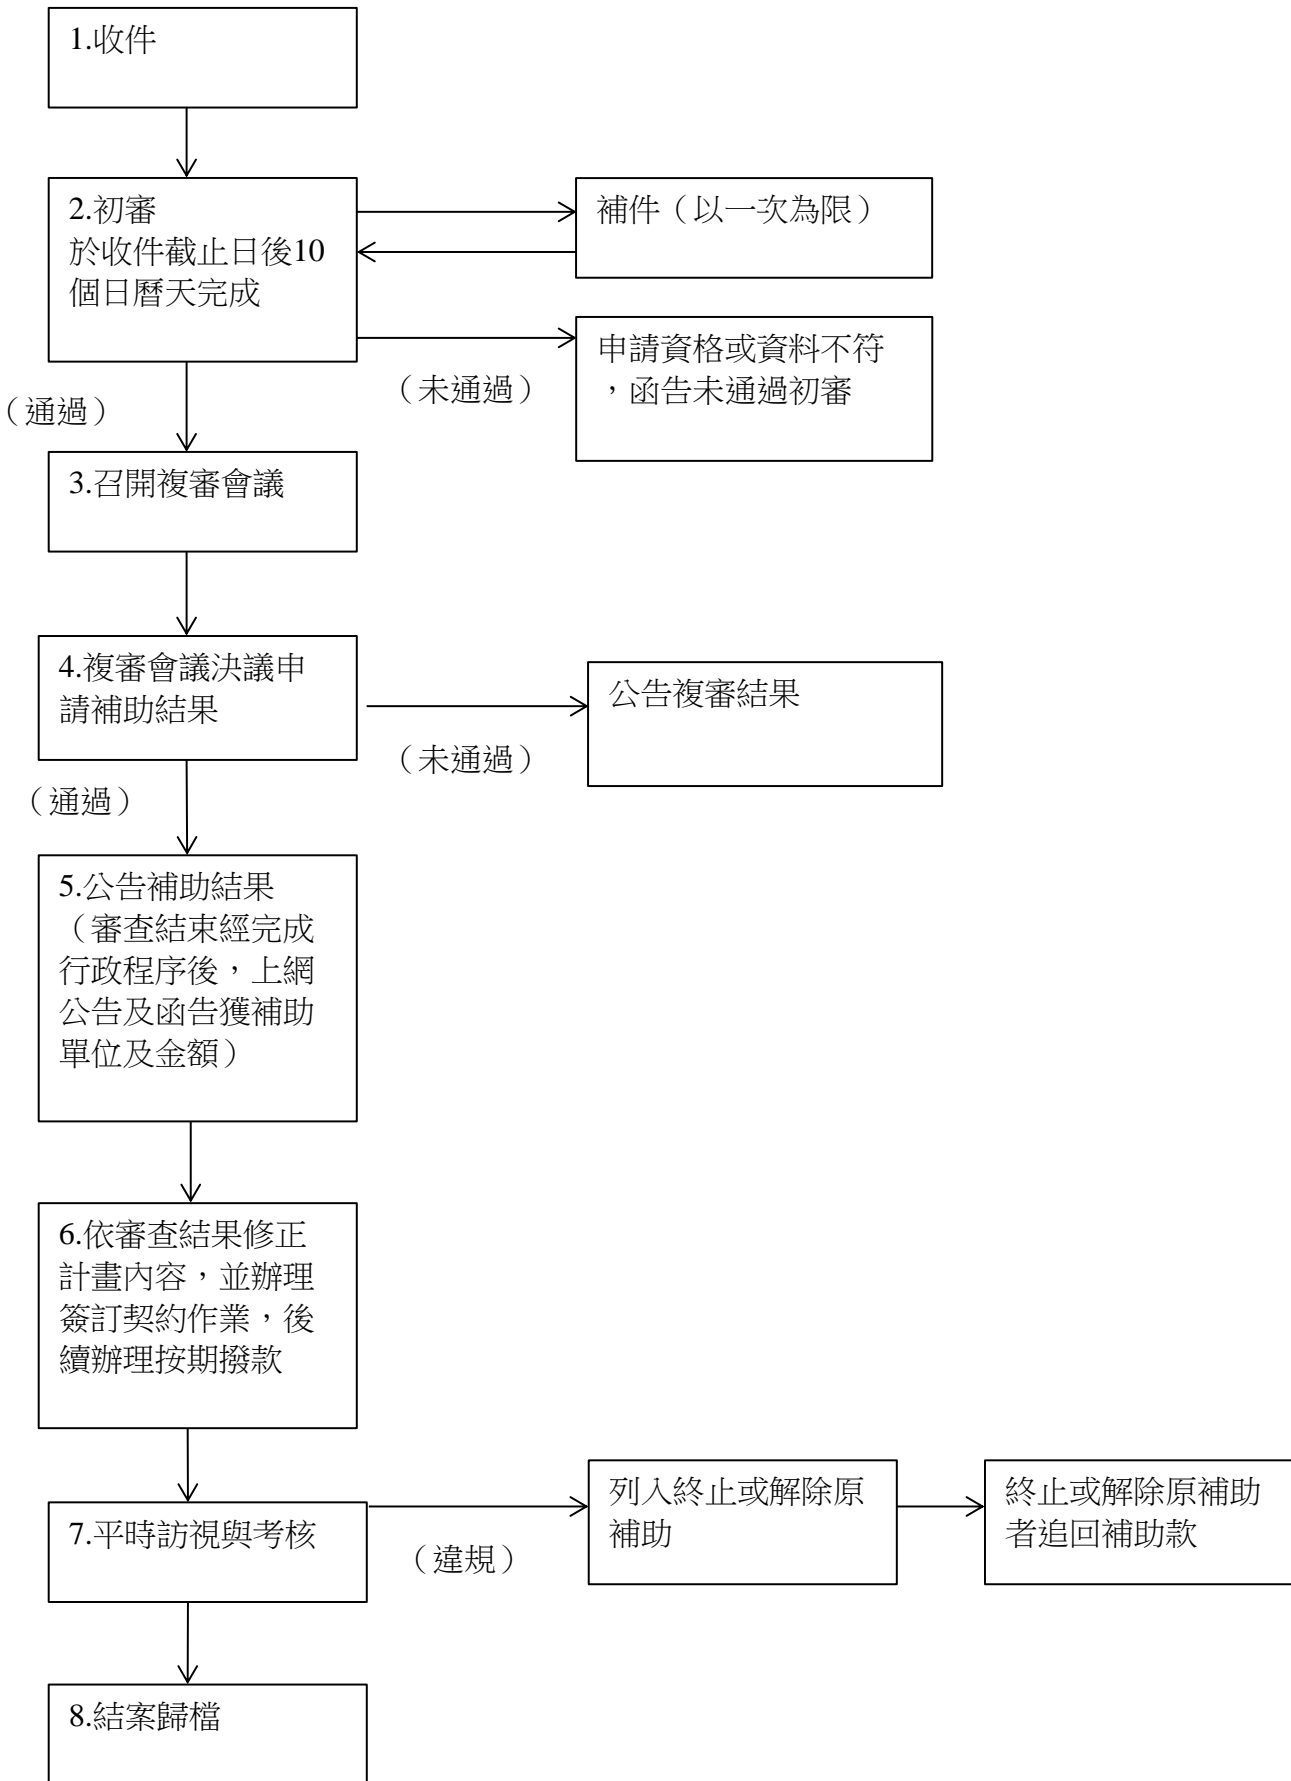 1.收件
2.初審
於收件截止日後10
個日曆天完成
補件（以一次為限）
申請資格或資料不符
，函告未通過初審
（未通過）
（通過）
3.召開複審會議
4.複審會議決議申
請補助結果
公告複審結果
（未通過）
（通過）
5.公告補助結果
（審查結束經完成
行政程序後，上網
公告及函告獲補助
單位及金額）
6.依審查結果修正
計畫內容，並辦理
簽訂契約作業，後
續辦理按期撥款
7.平時訪視與考核
（違規）
列入終止或解除原
補助
終止或解除原補助
者追回補助款
8.結案歸檔